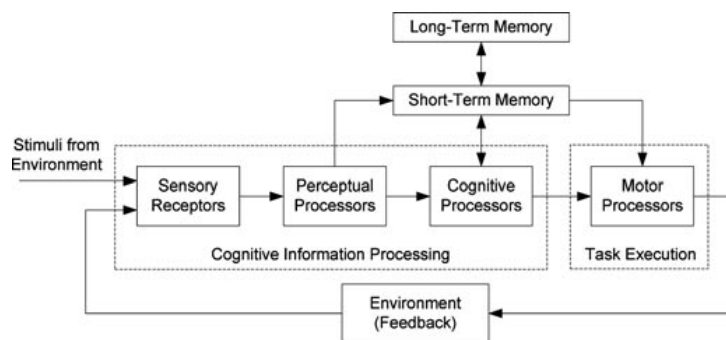 Long-Term Memory
Short-Term Memory
Stimuli from
Environment
Sensory
Receptors
Perceptual
Processors
Cognitive
Processors
Motor
Processors
Cognitive Information Processing
Task Execution
Environment
(Feedback)